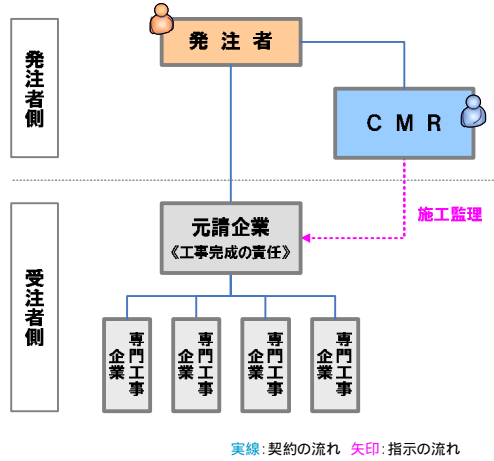 発注者
発注者側
CMR
施工監理
元請企業
《工事完成の責任》
受注者側
専門工事
企業
専門工事
企業
専門工事
企業
専門工事
企業
実線：契約の流れ 矢印：指示の流れ